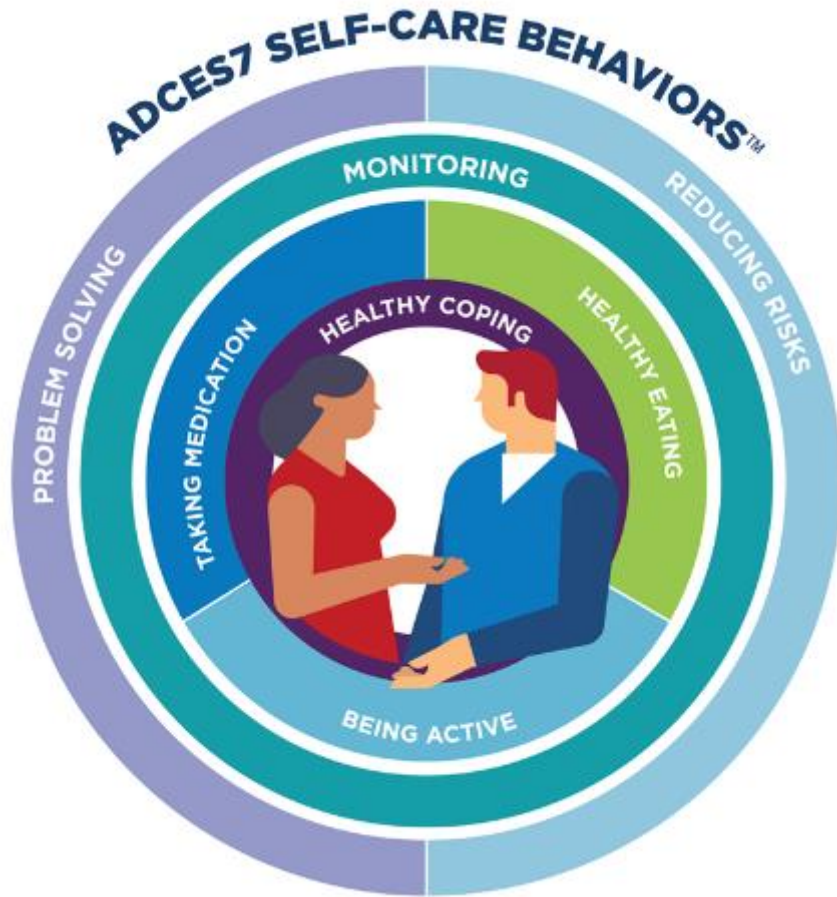 ADCES7 SELF-CARE BEHAVIORS™
PROBLEM SOLVING
REDUCING RISKS
MONITORING
TAKING MEDICATION
HEALTHY EATING
BEING ACTIVE
HEALTHY COPING